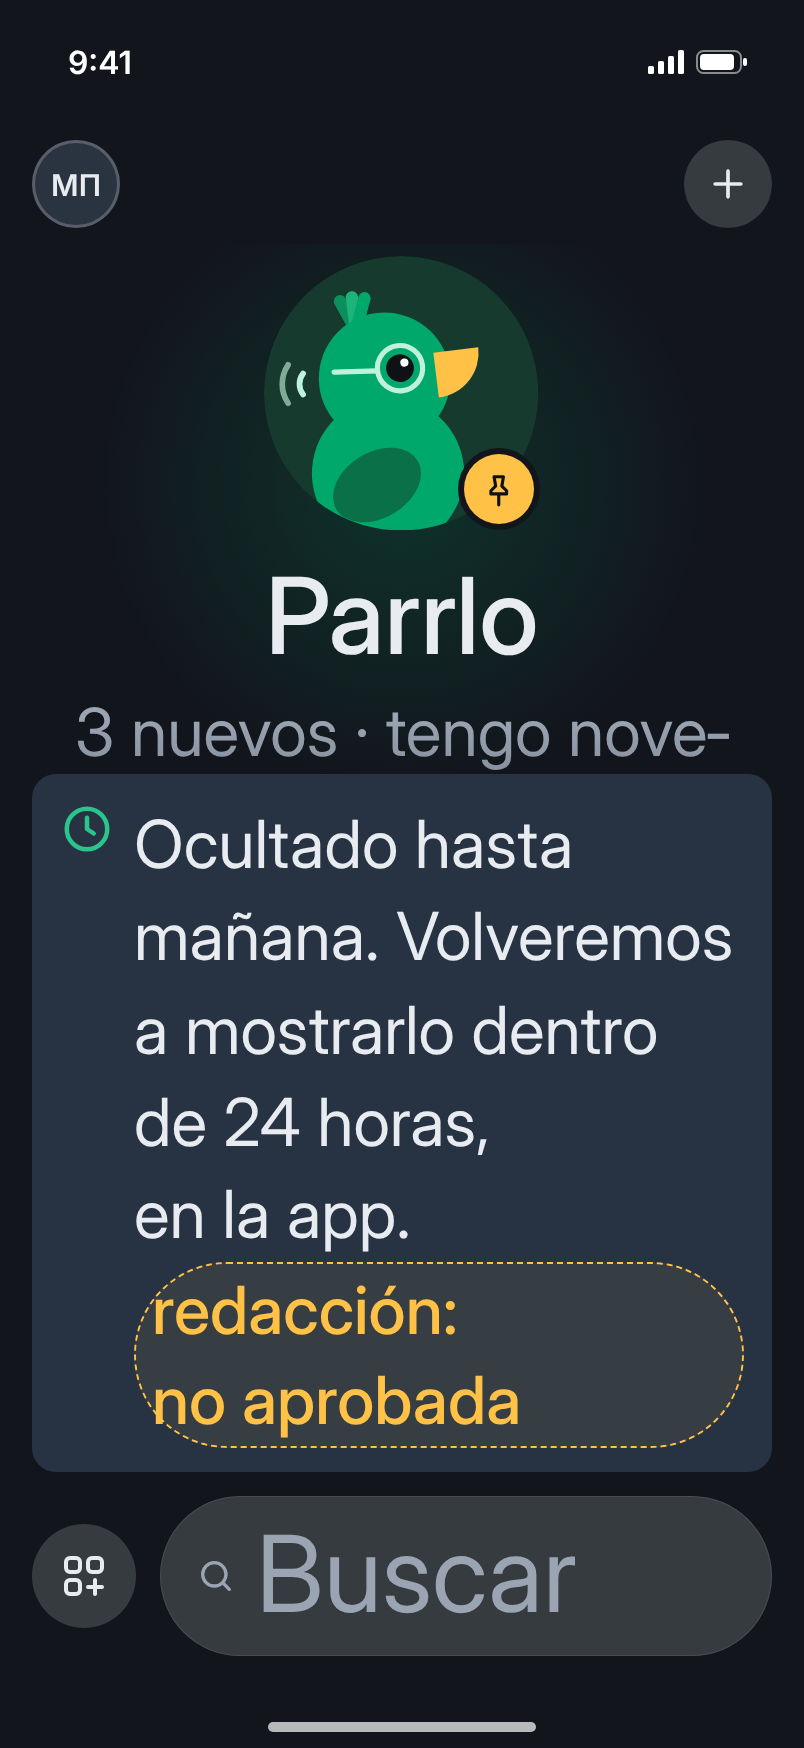 9:41
МП
Parrlo
3 nuevos · tengo nove-
Ocultado hasta
mañana. Volveremos
a mostrarlo dentro
de 24 horas,
en la app.
redacción:
no aprobada
Buscar